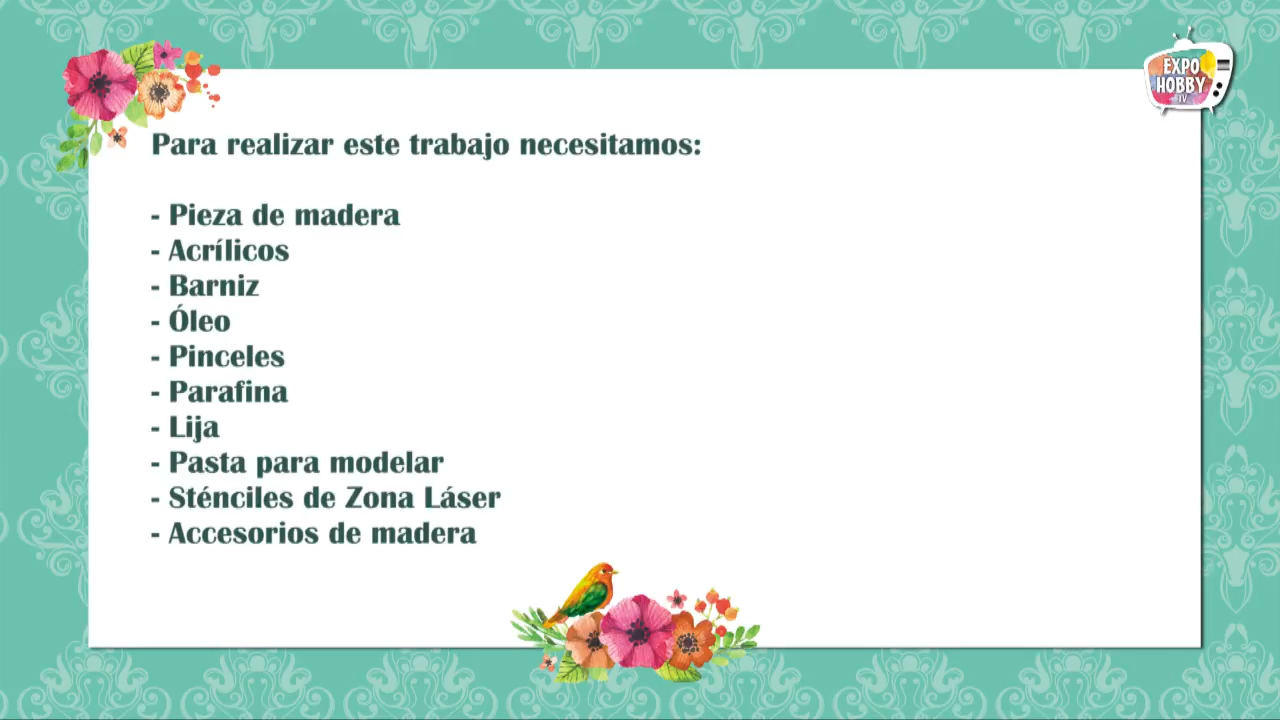 EXPO
HOBBY
TV
Para realizar este trabajo necesitamos:
- Pieza de madera
- Acrílicos
- Barniz
- Óleo
- Pinceles
- Parafina
- Lija
- Pasta para modelar
- Sténciles de Zona Láser
- Accesorios de madera